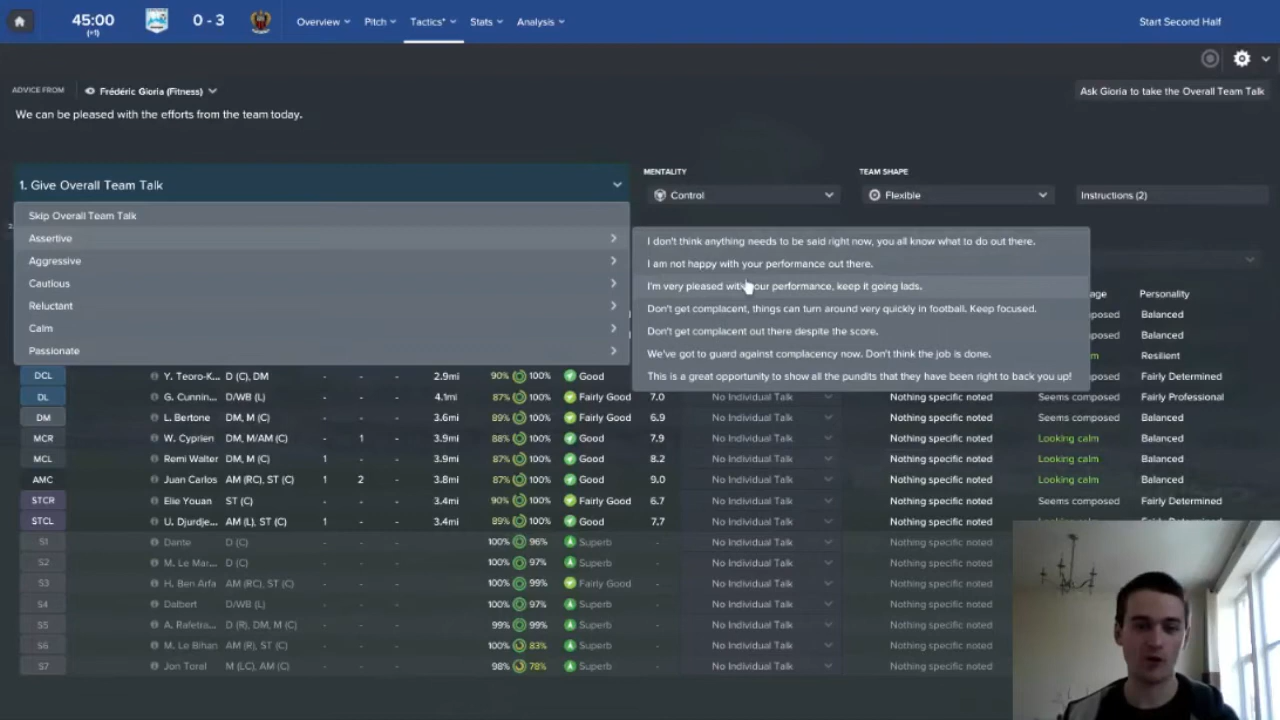 45:00 0 - 3 Overview Pitch Tactics* Stats Analysis Start Second Half
(+1)
ADVICE FROM Frédéric Gioria (Fitness) Ask Gioria to take the Overall Team Talk
We can be pleased with the efforts from the team today.
MENTALITY TEAM SHAPE
1. Give Overall Team Talk Control Flexible Instructions (2)
Skip Overall Team Talk
Assertive I don't think anything needs to be said right now, you all know what to do out there.
Aggressive I am not happy with your performance out there.
Cautious I'm very pleased with your performance, keep it going lads.
Reluctant Don't get complacent, things can turn around very quickly in football. Keep focused.
Calm Don't get complacent out there despite the score.
Passionate We've got to guard against complacency now. Don't think the job is done.
This is a great opportunity to show all the pundits that they have been right to back you up!
Personality
Balanced
Balanced
Resilient
DCL Y. Teoro-K... D (C), DM - - - 2.9mi 90% 100% Good Fairly Determined
DL G. Cunnin... D/WB (L) - - - 4.1mi 87% 100% Fairly Good 7.0 No Individual Talk Nothing specific noted Seems composed Fairly Professional
DM L. Bertone DM, M (C) - - - 3.6mi 89% 100% Fairly Good 6.9 No Individual Talk Nothing specific noted Seems composed Balanced
MCR W. Cyprien DM, M/AM (C) - 1 - 3.9mi 88% 100% Good 7.9 No Individual Talk Nothing specific noted Looking calm Balanced
MCL Remi Walter DM, M (C) 1 - - 3.9mi 87% 100% Good 8.2 No Individual Talk Nothing specific noted Looking calm Balanced
AMC Juan Carlos AM (RC), ST (C) 1 2 - 3.8mi 87% 100% Good 9.0 No Individual Talk Nothing specific noted Looking calm Balanced
STCR Elie Youan ST (C) - - - 3.4mi 90% 100% Fairly Good 6.7 No Individual Talk Nothing specific noted Seems composed Fairly Determined
STCL U. Djurdje... AM (L), ST (C) 1 - - 3.4mi 89% 100% Good 7.7 No Individual Talk Nothing specific noted
S1 Dante D (C) 100% 96% Superb - No Individual Talk Nothing specific noted
S2 M. Le Mar... D (C) 100% 97% Superb - No Individual Talk Nothing specific noted
S3 H. Ben Arfa AM (RC), ST (C) 100% 99% Fairly Good - No Individual Talk Nothing specific noted
S4 Dalbert D/WB (L) 100% 97% Superb - No Individual Talk Nothing specific noted
S5 A. Rafetra... D (R), DM, M (C) 99% 99% Superb - No Individual Talk Nothing specific noted
S6 M. Le Bihan AM (R), ST (C) 100% 83% Superb - No Individual Talk Nothing specific noted
S7 Jon Toral M (LC), AM (C) 98% 78% Superb - No Individual Talk Nothing specific noted